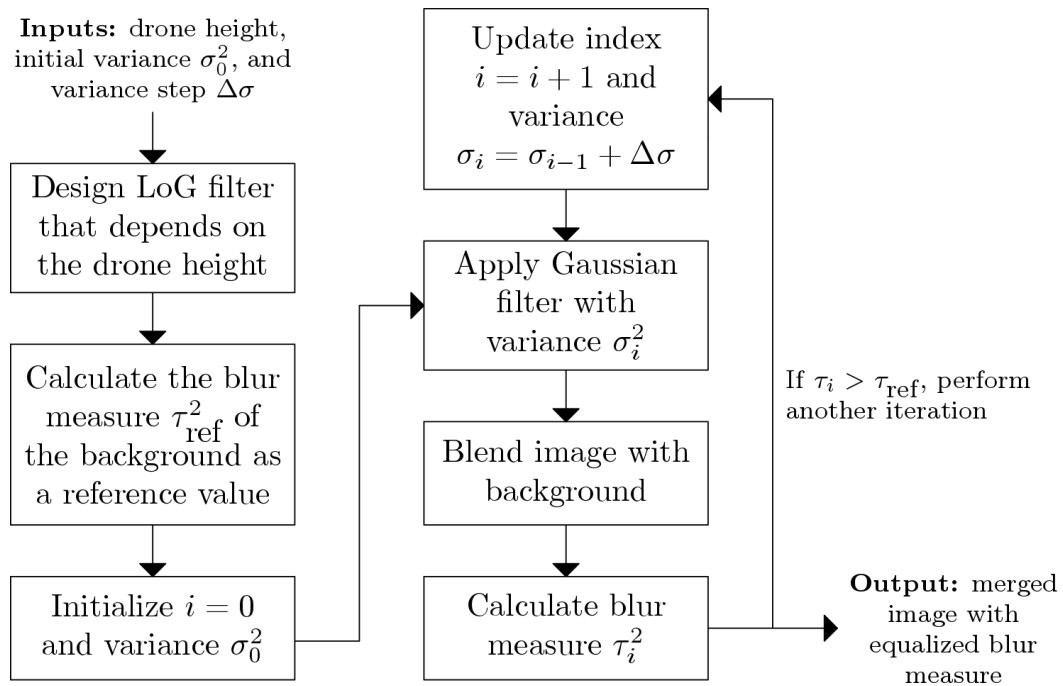 Inputs: drone height,
initial variance σ₀², and
variance step Δσ
Design LoG filter
that depends on
the drone height
Calculate the blur
measure τ²_ref of
the background as
a reference value
Initialize i = 0
and variance σ₀²
Update index
i = i + 1 and
variance
σᵢ = σᵢ₋₁ + Δσ
Apply Gaussian
filter with
variance σᵢ²
Blend image with
background
Calculate blur
measure τᵢ²
If τᵢ > τ_ref, perform
another iteration
Output: merged
image with
equalized blur
measure